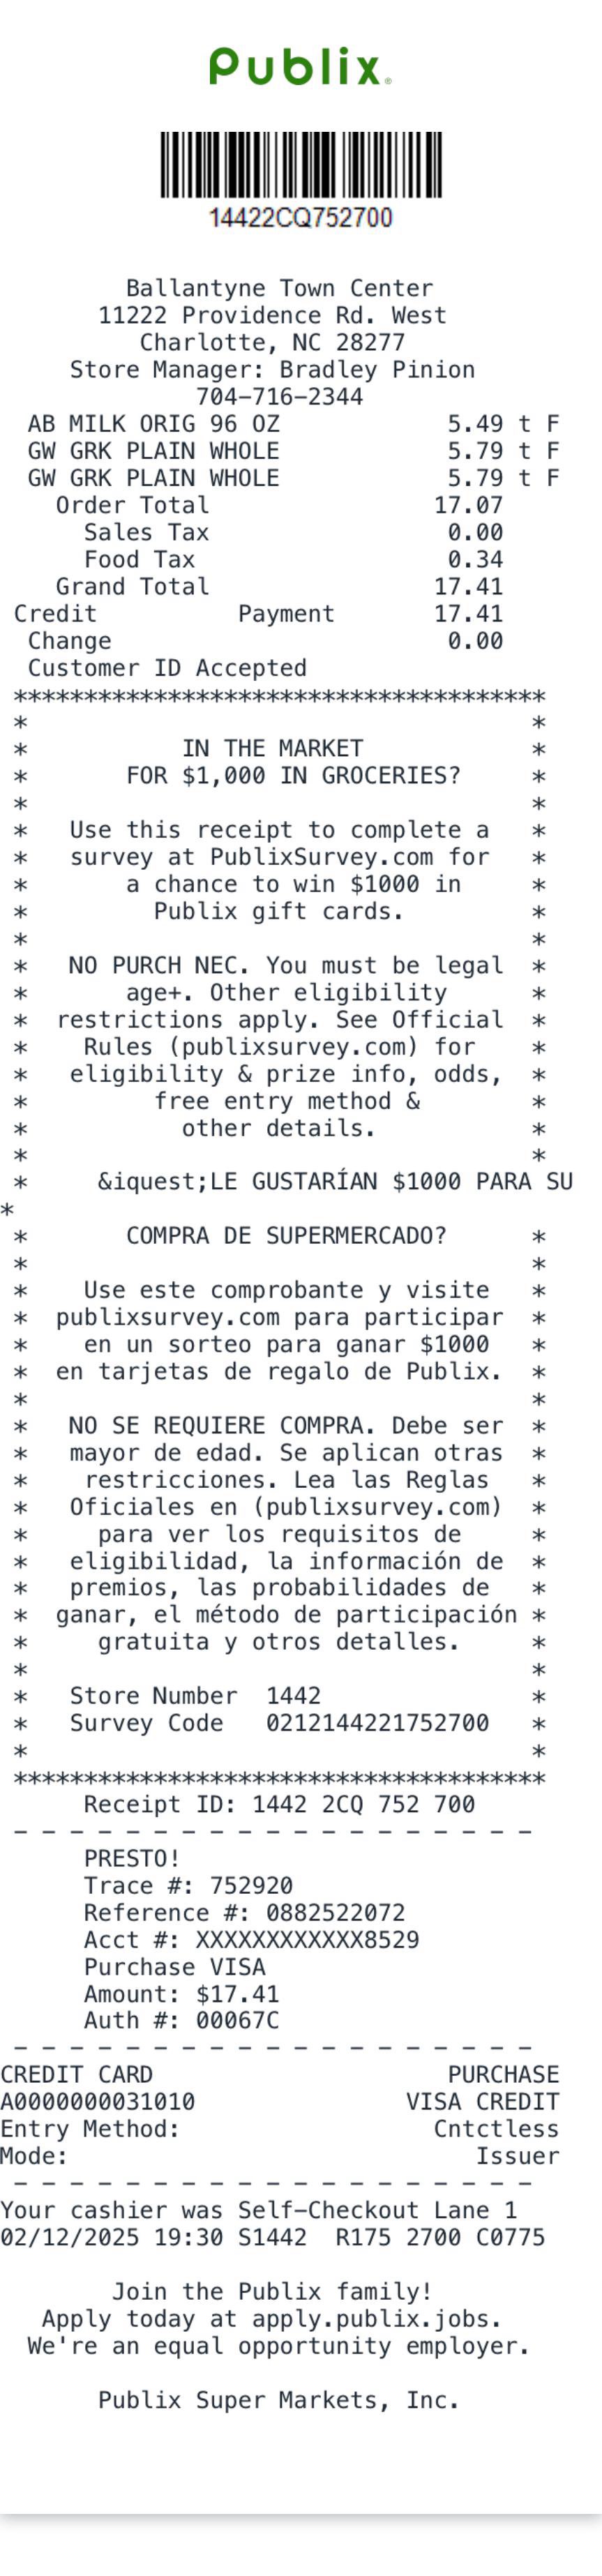 Publix®
14422CQ752700
Ballantyne Town Center
11222 Providence Rd. West
Charlotte, NC 28277
Store Manager: Bradley Pinion
704-716-2344
AB MILK ORIG 96 OZ 5.49 t F
GW GRK PLAIN WHOLE 5.79 t F
GW GRK PLAIN WHOLE 5.79 t F
Order Total 17.07
Sales Tax 0.00
Food Tax 0.34
Grand Total 17.41
Credit Payment 17.41
Change 0.00
Customer ID Accepted
**************************************
* *
* IN THE MARKET *
* FOR $1,000 IN GROCERIES? *
* *
* Use this receipt to complete a *
* survey at PublixSurvey.com for *
* a chance to win $1000 in *
* Publix gift cards. *
* *
* NO PURCH NEC. You must be legal *
* age+. Other eligibility *
* restrictions apply. See Official *
* Rules (publixsurvey.com) for *
* eligibility & prize info, odds, *
* free entry method & *
* other details. *
* *
* &iquest;LE GUSTARÍAN $1000 PARA SU
*
* COMPRA DE SUPERMERCADO? *
* *
* Use este comprobante y visite *
* publixsurvey.com para participar *
* en un sorteo para ganar $1000 *
* en tarjetas de regalo de Publix. *
* *
* NO SE REQUIERE COMPRA. Debe ser *
* mayor de edad. Se aplican otras *
* restricciones. Lea las Reglas *
* Oficiales en (publixsurvey.com) *
* para ver los requisitos de *
* eligibilidad, la información de *
* premios, las probabilidades de *
* ganar, el método de participación *
* gratuita y otros detalles. *
* *
* Store Number 1442 *
* Survey Code 0212144221752700 *
* *
**************************************
Receipt ID: 1442 2CQ 752 700
- - - - - - - - - - - - - - - - - - -
PRESTO!
Trace #: 752920
Reference #: 0882522072
Acct #: XXXXXXXXXXXX8529
Purchase VISA
Amount: $17.41
Auth #: 00067C
- - - - - - - - - - - - - - - - - - -
CREDIT CARD PURCHASE
A0000000031010 VISA CREDIT
Entry Method: Cntctless
Mode: Issuer
- - - - - - - - - - - - - - - - - - -
Your cashier was Self-Checkout Lane 1
02/12/2025 19:30 S1442 R175 2700 C0775
Join the Publix family!
Apply today at apply.publix.jobs.
We're an equal opportunity employer.
Publix Super Markets, Inc.